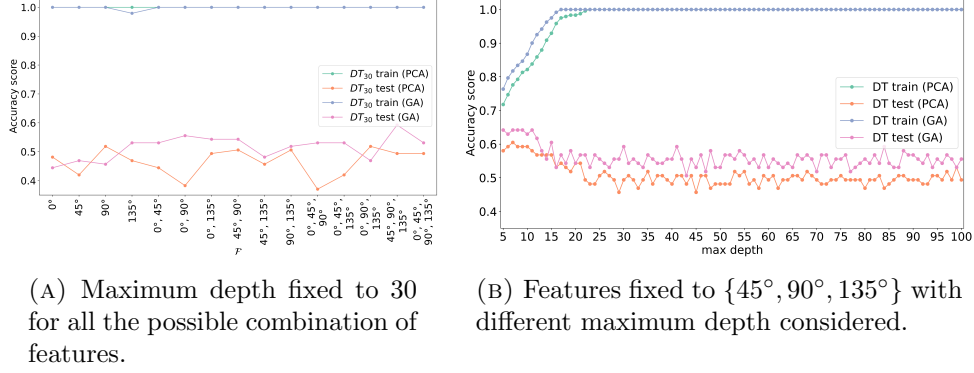 1.0
0.9
0.8
0.7
0.6
0.5
0.4
Accuracy score
DT30 train (PCA)
DT30 test (PCA)
DT30 train (GA)
DT30 test (GA)
0°
45°
90°
135°
0°, 45°
0°, 90°
0°, 135°
45°, 90°
45°, 135°
90°, 135°
0°, 45°,
90°
0°, 45°,
135°
0°, 90°,
135°
45°, 90°,
135°
0°, 45°,
90°, 135°
F
(A) Maximum depth fixed to 30
for all the possible combination of
features.
1.0
0.9
0.8
0.7
0.6
0.5
0.4
Accuracy score
DT train (PCA)
DT test (PCA)
DT train (GA)
DT test (GA)
5 10 15 20 25 30 35 40 45 50 55 60 65 70 75 80 85 90 95 100
max depth
(B) Features fixed to {45°, 90°, 135°} with
different maximum depth considered.